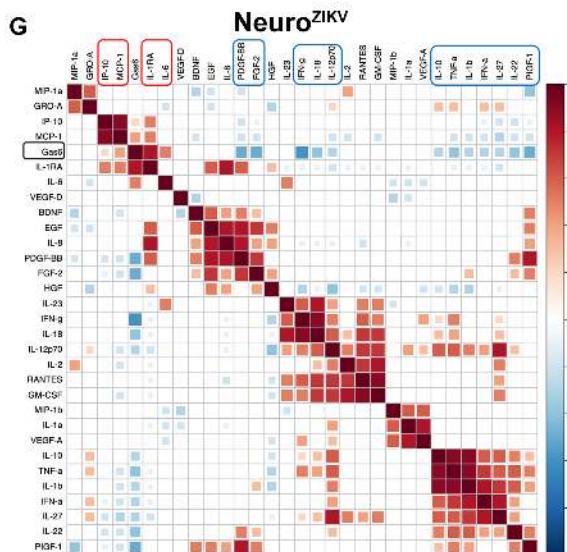 G
Neuro^ZIKV
MIP-1a GRO-A IP-10 MCP-1 Gas6 IL-1RA IL-6 VEGF-D BDNF EGF IL-8 PDGF-BB FGF-2 HGF IL-23 IFN-g IL-18 IL-12p70 IL-2 RANTES GM-CSF MIP-1b IL-1a VEGF-A IL-10 TNF-a IL-1b IFN-a IL-27 IL-22 PlGF-1
MIP-1a
GRO-A
IP-10
MCP-1
Gas6
IL-1RA
IL-6
VEGF-D
BDNF
EGF
IL-8
PDGF-BB
FGF-2
HGF
IL-23
IFN-g
IL-18
IL-12p70
IL-2
RANTES
GM-CSF
MIP-1b
IL-1a
VEGF-A
IL-10
TNF-a
IL-1b
IFN-a
IL-27
IL-22
PlGF-1